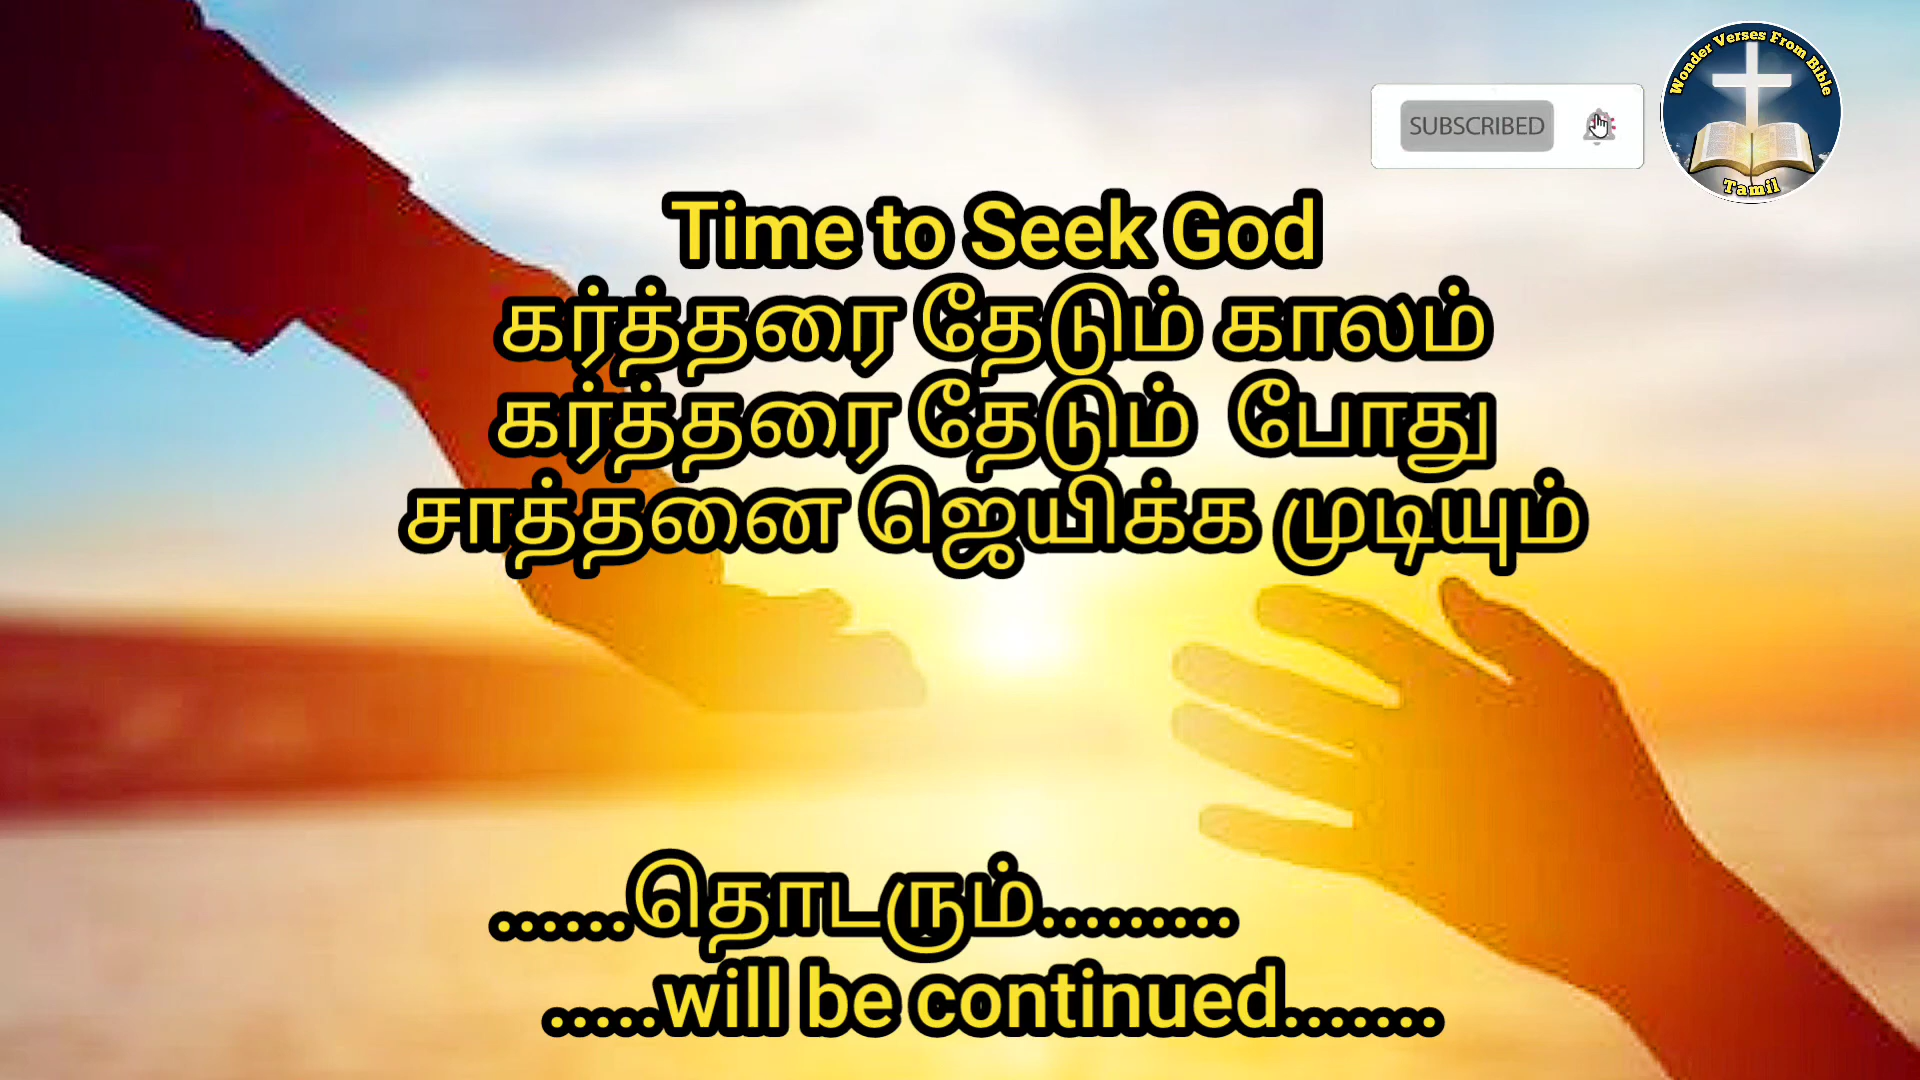 Wonder Verses From Bible
Tamil
SUBSCRIBED
Time to Seek God
கர்த்தரை தேடும் காலம்
கர்த்தரை தேடும் போது
சாத்தனை ஜெயிக்க முடியும்
......தொடரும்.........
.....will be continued.......